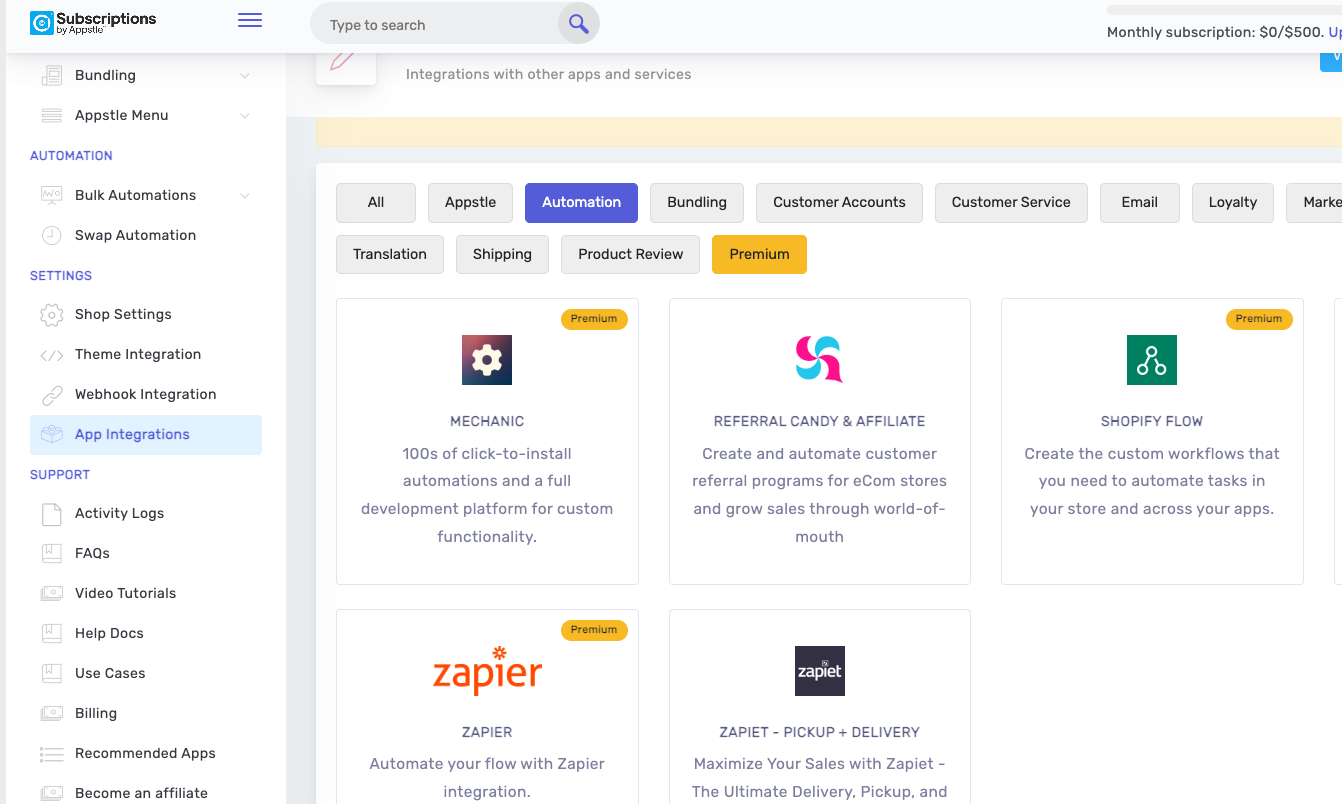 Subscriptions
by Appstle™
Type to search
Monthly subscription: $0/$500. Up
Integrations with other apps and services
Bundling
Appstle Menu
AUTOMATION
Bulk Automations
Swap Automation
SETTINGS
Shop Settings
Theme Integration
Webhook Integration
App Integrations
SUPPORT
Activity Logs
FAQs
Video Tutorials
Help Docs
Use Cases
Billing
Recommended Apps
Become an affiliate
All Appstle Automation Bundling Customer Accounts Customer Service Email Loyalty Marke
Translation Shipping Product Review Premium
Premium
MECHANIC
100s of click-to-install
automations and a full
development platform for custom
functionality.
REFERRAL CANDY & AFFILIATE
Create and automate customer
referral programs for eCom stores
and grow sales through world-of-
mouth
Premium
SHOPIFY FLOW
Create the custom workflows that
you need to automate tasks in
your store and across your apps.
Premium
zapier
ZAPIER
Automate your flow with Zapier
integration.
zapiet
ZAPIET - PICKUP + DELIVERY
Maximize Your Sales with Zapiet -
The Ultimate Delivery, Pickup, and